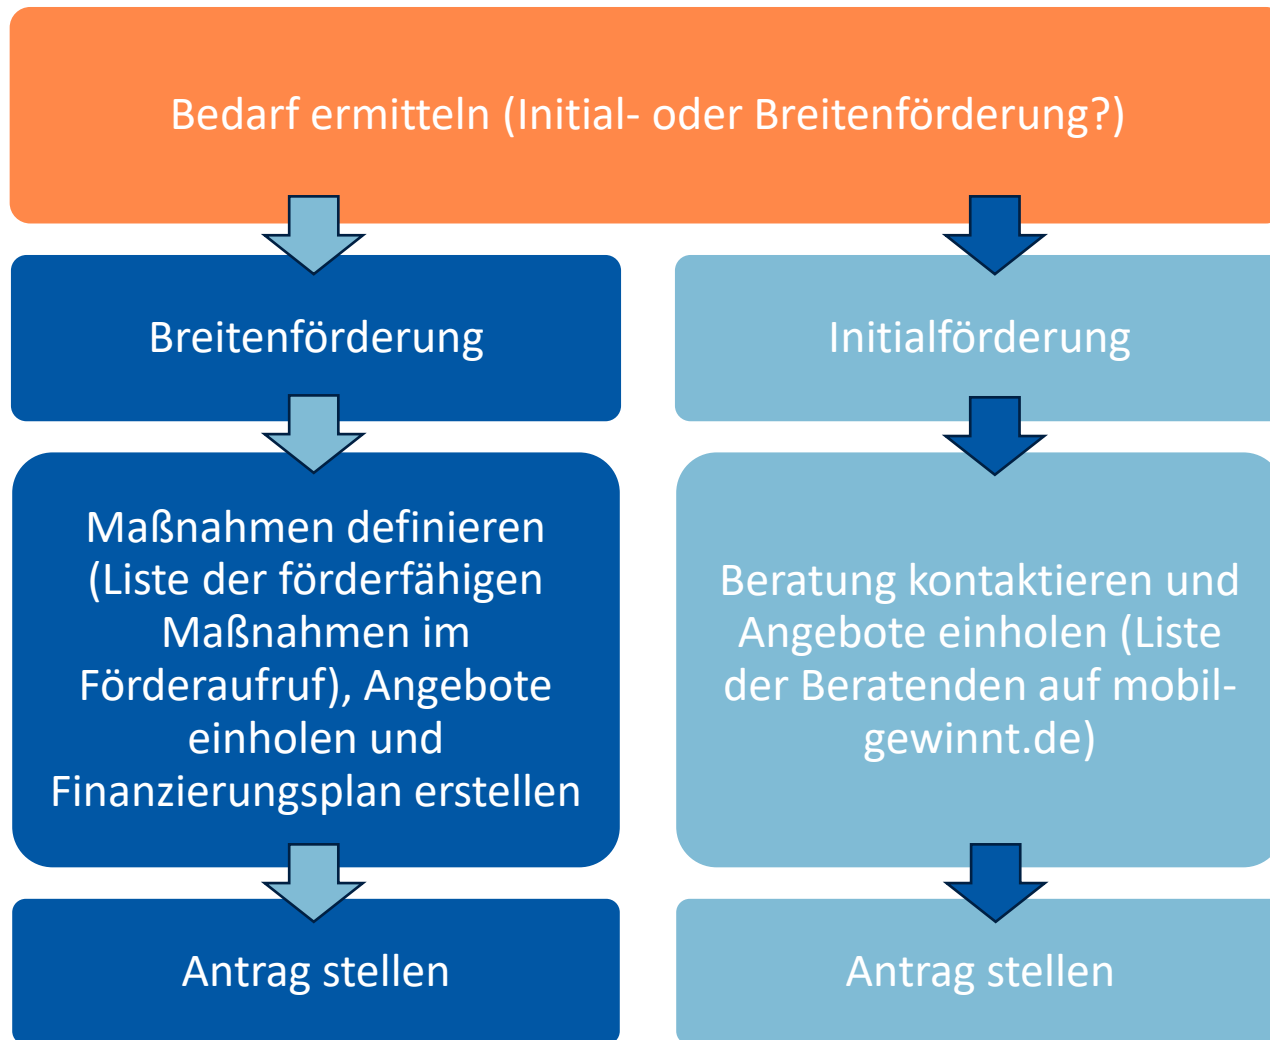 Bedarf ermitteln (Initial- oder Breitenförderung?)
Breitenförderung
Initialförderung
Maßnahmen definieren
(Liste der förderfähigen
Maßnahmen im
Förderaufruf), Angebote
einholen und
Finanzierungsplan erstellen
Beratung kontaktieren und
Angebote einholen (Liste
der Beratenden auf mobil-
gewinnt.de)
Antrag stellen
Antrag stellen